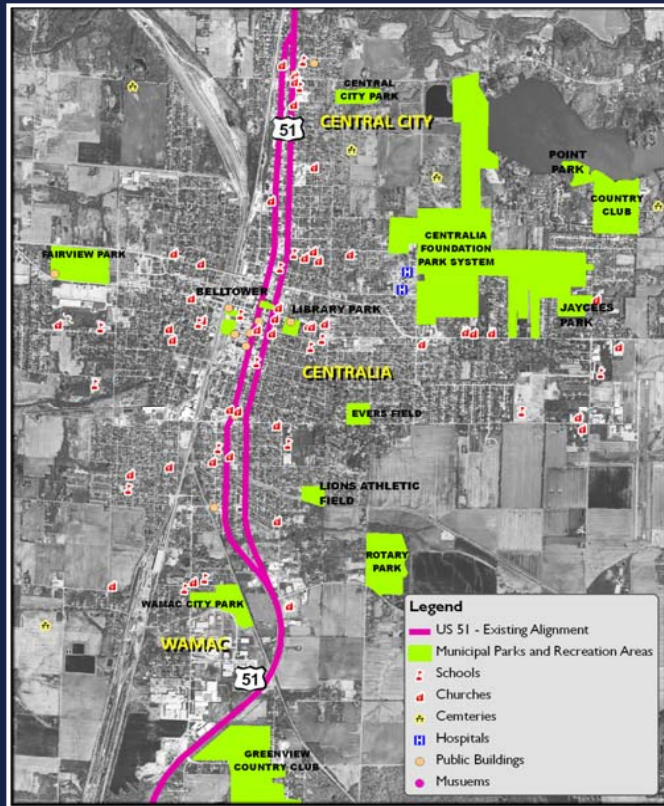 CENTRAL
CITY PARK
CENTRAL CITY
51
POINT
PARK
COUNTRY
CLUB
CENTRALIA
FOUNDATION
PARK SYSTEM
FAIRVIEW PARK
H
H
BELLTOWER
LIBRARY PARK
JAYCEES
PARK
CENTRALIA
EVERS FIELD
LIONS ATHLETIC
FIELD
ROTARY
PARK
WAMAC CITY PARK
WAMAC
51
GREENVIEW
COUNTRY CLUB
Legend
US 51 - Existing Alignment
Municipal Parks and Recreation Areas
Schools
Churches
Cemteries
H Hospitals
Public Buildings
Musuems